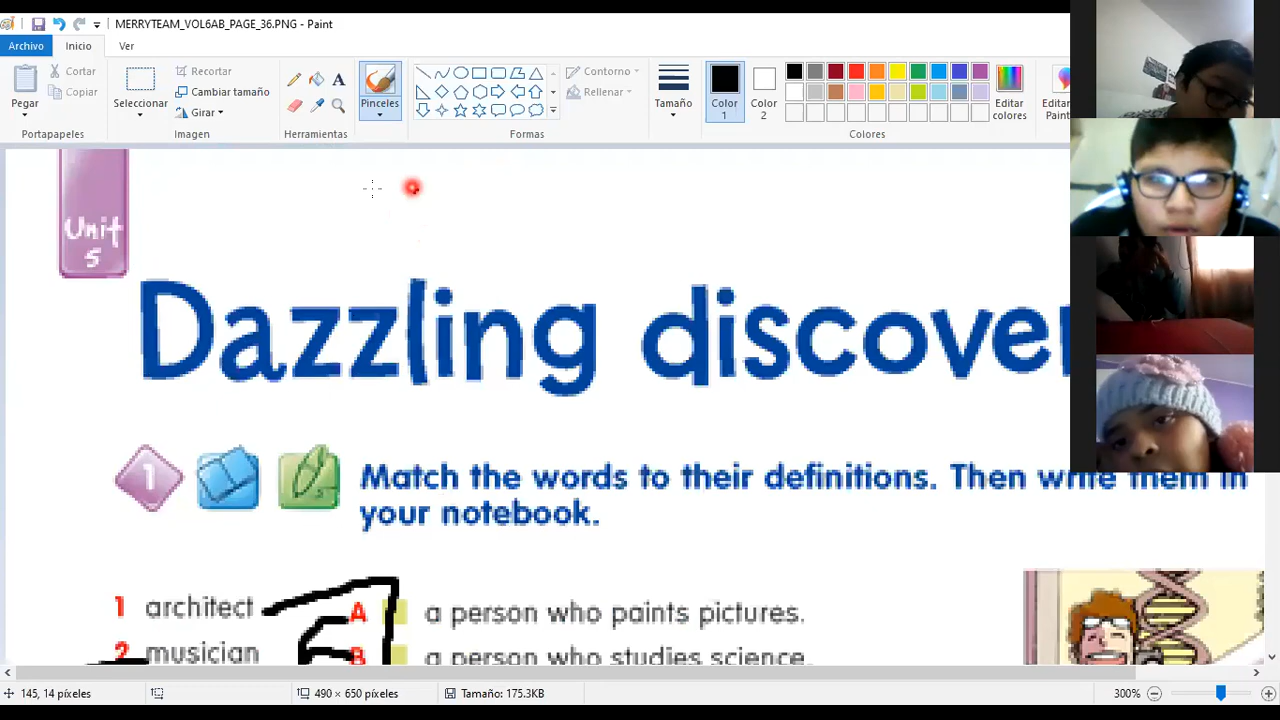 MERRYTEAM_VOL6AB_PAGE_36.PNG - Paint
Archivo Inicio Ver
Pegar
Cortar
Copiar
Portapapeles
Seleccionar
Recortar
Cambiar tamaño
Girar
Imagen
A
Herramientas
Pinceles
Contorno
Rellenar
Formas
Tamaño
Color
1
Color
2
Editar
colores
Editar
Colores
Unit
5
Dazzling
1
Match the words to their definitions. Then write them in
your notebook.
1 architect A a person who paints pictures.
2 musician B a person who studies science.
145, 14 píxeles 490 × 650 píxeles Tamaño: 175.3KB 300%